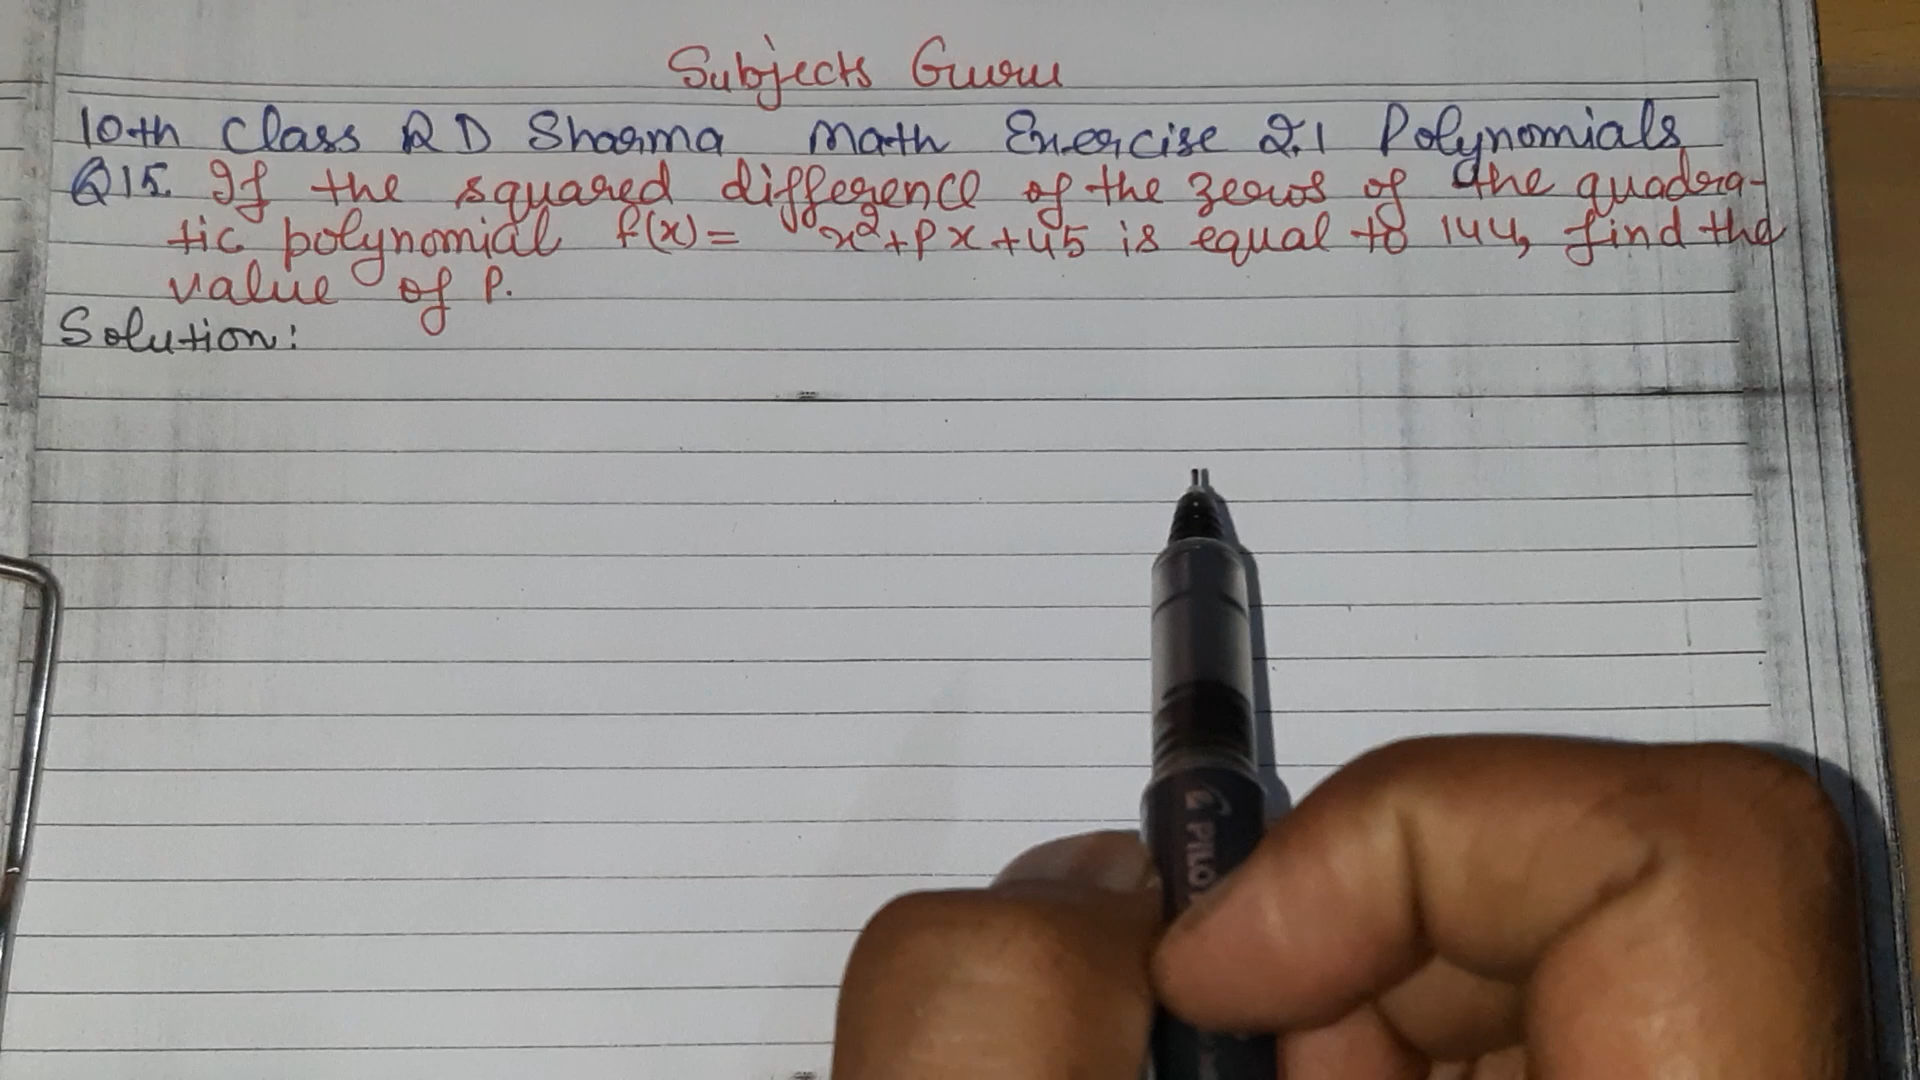 Subjects Guru
10th Class RD Sharma Math Exercise 2.1 Polynomials
Q15. If the squared difference of the zeros of the quadra-
tic polynomial f(x) = x²+px+45 is equal to 144, find the
value of p.
Solution:
PILOT